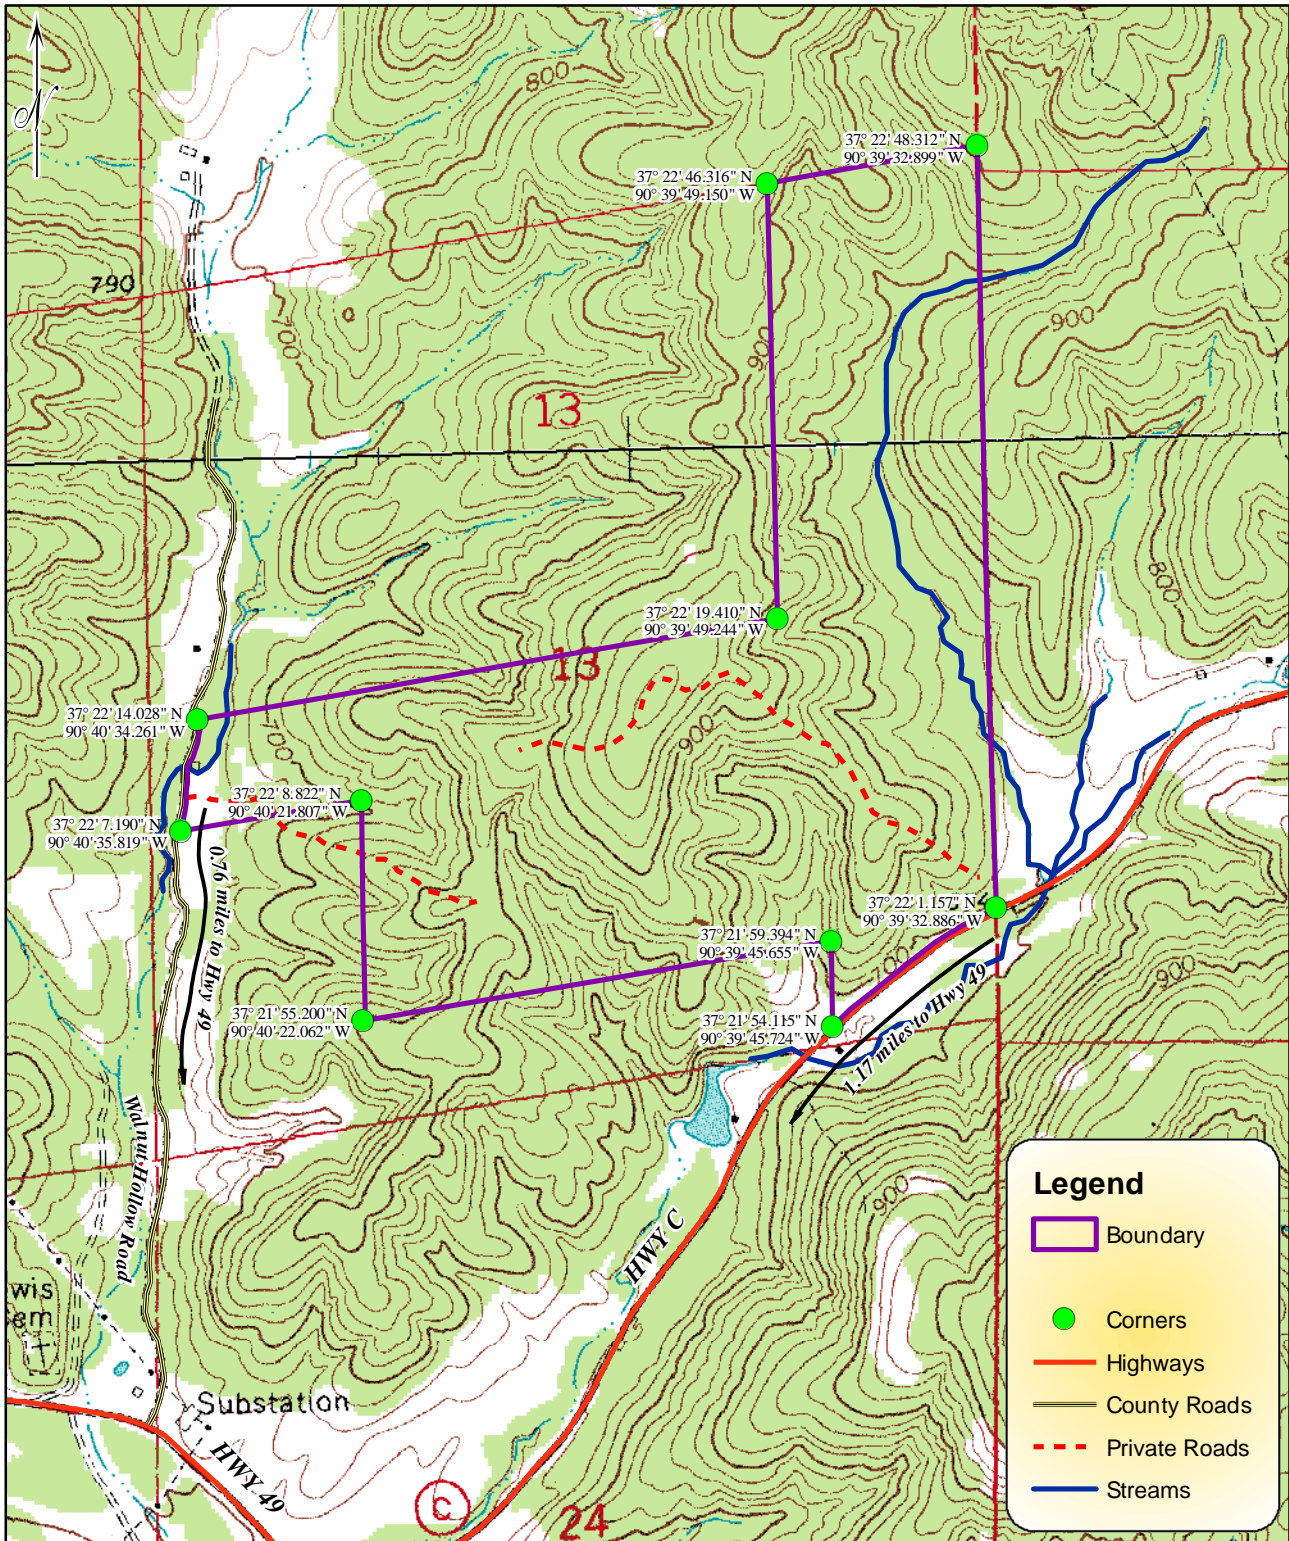 N
800
37° 22' 48.312" N
90° 39' 32.899" W
37° 22' 46.316" N
90° 39' 49.150" W
790
700
900
900
13
800
37° 22' 19.410" N
90° 39' 49.244" W
13
37° 22' 14.028" N
90° 40' 34.261" W
700
900
37° 22' 8.822" N
90° 40' 21.807" W
37° 22' 7.190" N
90° 40' 35.819" W
0.76 miles to Hwy 49
37° 22' 1.157" N
90° 39' 32.886" W
37° 21' 59.394" N
90° 39' 45.655" W
700
900
37° 21' 55.200" N
90° 40' 22.062" W
37° 21' 54.115" N
90° 39' 45.724" W
1.17 miles to Hwy 49
Walnut Hollow Road
900
HWY C
wis
em
Substation
HWY 49
C
24
Legend
Boundary
Corners
Highways
County Roads
Private Roads
Streams